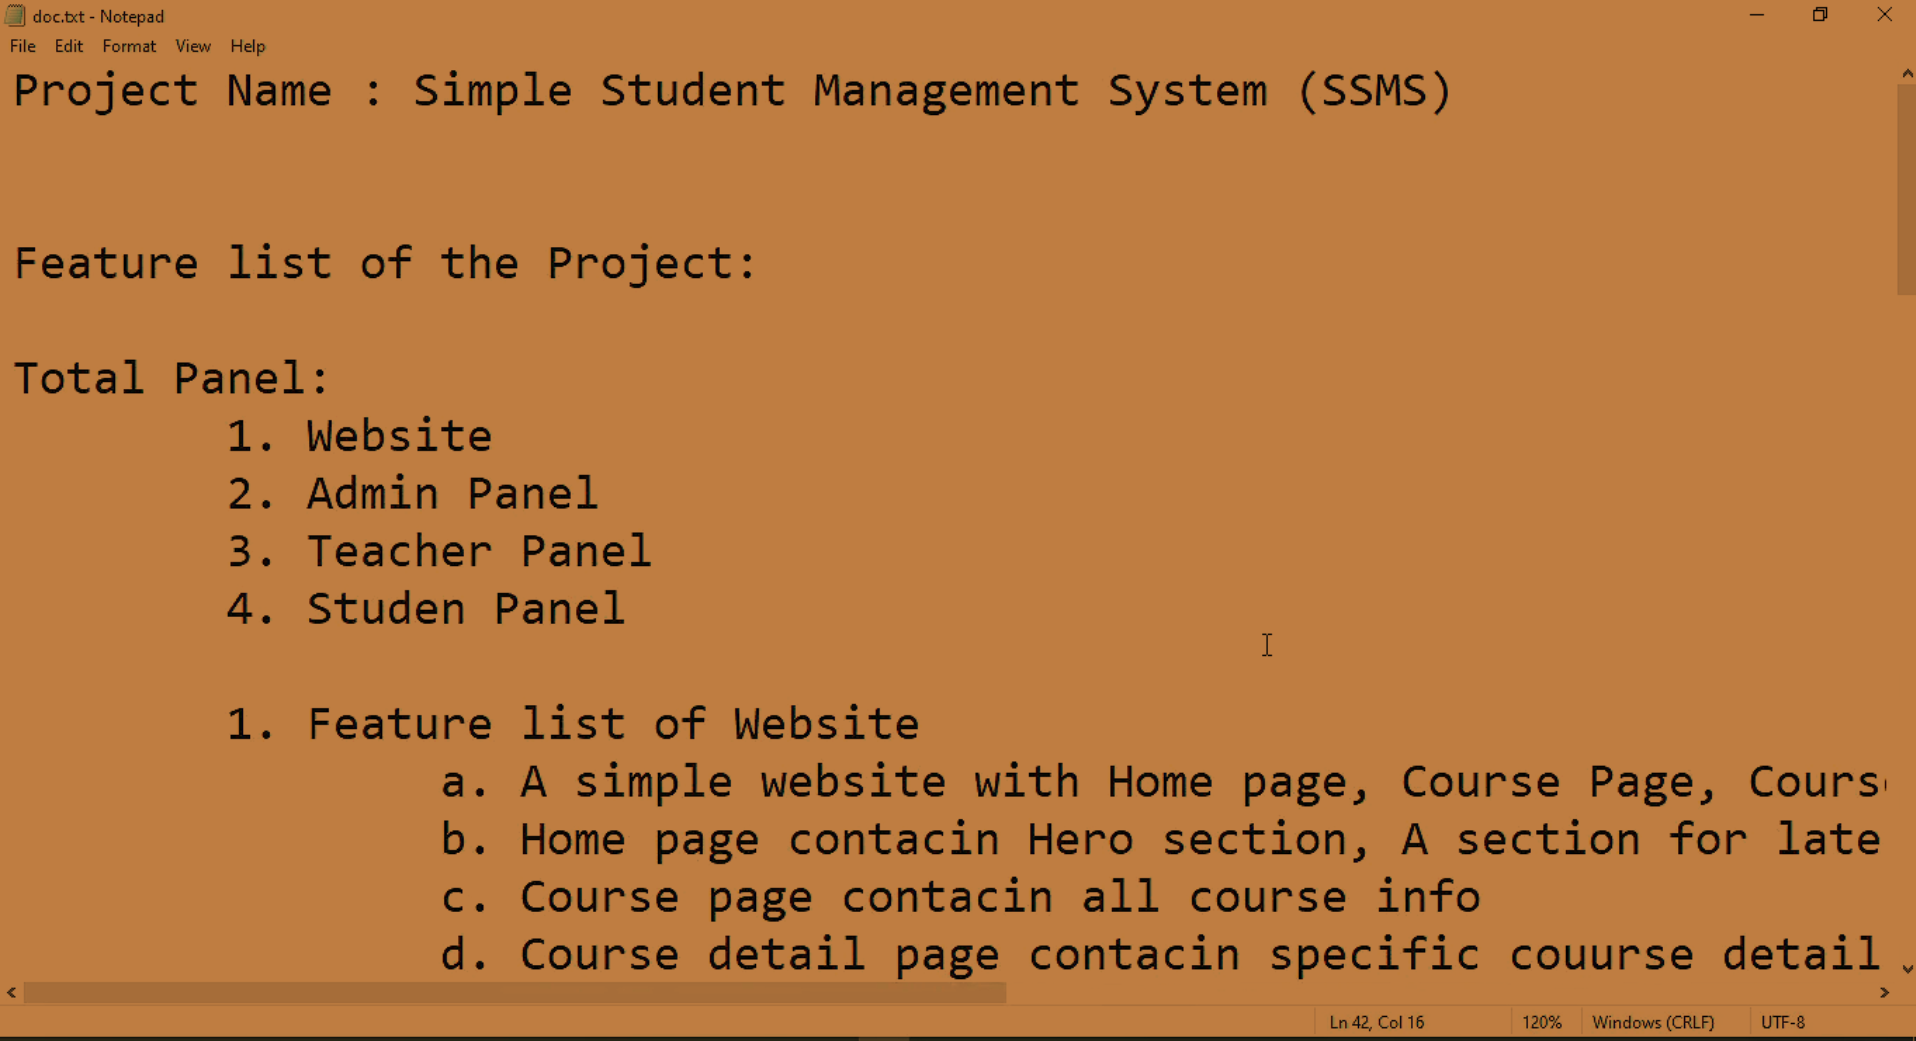 doc.txt - Notepad
File Edit Format View Help
Project Name : Simple Student Management System (SSMS)
Feature list of the Project:
Total Panel:
1. Website
2. Admin Panel
3. Teacher Panel
4. Studen Panel
1. Feature list of Website
a. A simple website with Home page, Course Page, Cours
b. Home page contacin Hero section, A section for late
c. Course page contacin all course info
d. Course detail page contacin specific couurse detail
Ln 42, Col 16 120% Windows (CRLF) UTF-8